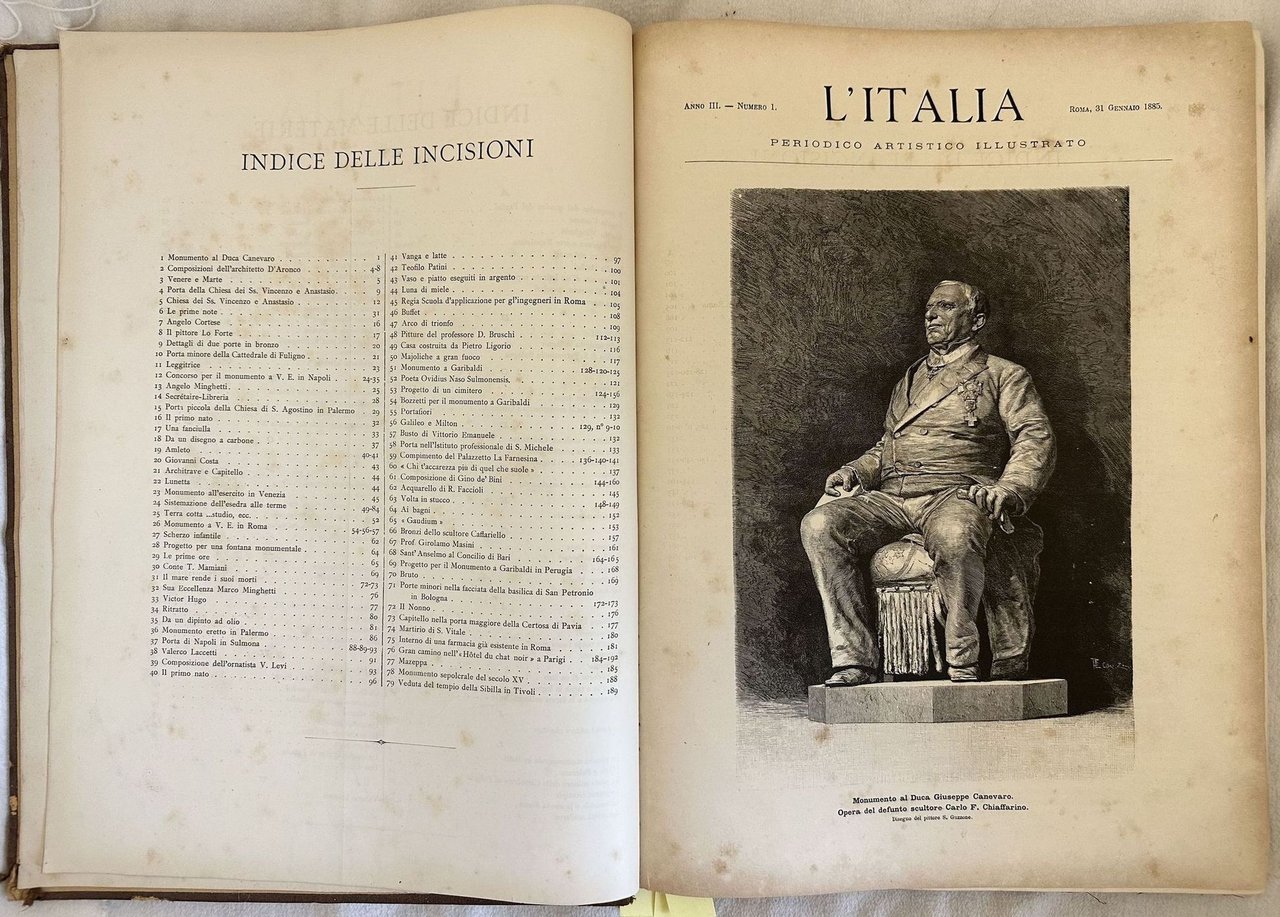 INDICE DELLE INCISIONI
1 Monumento al Duca Canevaro 1
2 Composizioni dell'architetto D'Aronco 4-8
3 Venere e Marte 5
4 Porta della Chiesa dei Ss. Vincenzo e Anastasio 9
5 Chiesa dei Ss. Vincenzo e Anastasio 12
6 Le prime note 31
7 Angelo Cortese 16
8 Il pittore Lo Forte 17
9 Dettagli di due porte in bronzo 20
10 Porta minore della Cattedrale di Fuligno 21
11 Leggitrice 23
12 Concorso per il monumento a V. E. in Napoli 24-35
13 Angelo Minghetti 25
14 Secrétaire-Libreria 28
15 Porta piccola della Chiesa di S. Agostino in Palermo 29
16 Il primo nato 32
17 Una fanciulla 33
18 Da un disegno a carbone 37
19 Amleto 40-41
20 Giovanni Costa 43
21 Architrave e Capitello 44
22 Lunetta 44
23 Monumento all'esercito in Venezia 45
24 Sistemazione dell'esedra alle terme 49-84
25 Terra cotta ...studio, ecc. 52
26 Monumento a V. E. in Roma 54-56-57
27 Scherzo infantile 62
28 Progetto per una fontana monumentale 64
29 Le prime ore 65
30 Conte T. Mamiani 69
31 Il mare rende i suoi morti 72-73
32 Sua Eccellenza Marco Minghetti 76
33 Victor Hugo 77
34 Ritratto 80
35 Da un dipinto ad olio 81
36 Monumento eretto in Palermo 86
37 Porta di Napoli in Sulmona 88-89-93
38 Valerco Laccetti 91
39 Composizione dell'ornatista V. Levi 93
40 Il primo nato 96
41 Vanga e latte 97
42 Teofilo Patini 100
43 Vaso e piatto eseguiti in argento 101
44 Luna di miele 104
45 Regia Scuola d'applicazione per gl'ingegneri in Roma 105
46 Buffet 108
47 Arco di trionfo 109
48 Pitture del professore D. Bruschi 112-113
49 Casa costruita da Pietro Ligorio 116
50 Majoliche a gran fuoco 117
51 Monumento a Garibaldi 128-120-125
52 Poeta Ovidius Naso Sulmonensis, 121
53 Progetto di un cimitero 124-156
54 Bozzetti per il monumento a Garibaldi 129
55 Portafiori 132
56 Galileo e Milton 129, n° 9-10
57 Busto di Vittorio Emanuele 132
58 Porta nell'Istituto professionale di S. Michele 133
59 Compimento del Palazzetto La Farnesina 136-140-141
60 « Chi t'accarezza più di quel che suole » 137
61 Composizione di Gino de' Bini 144-160
62 Acquarello di R. Faccioli 145
63 Volta in stucco 148-149
64 Ai bagni 152
65 « Gaudium » 153
66 Bronzi dello scultore Caffariello 157
67 Prof. Girolamo Masini 161
68 Sant'Anselmo al Concilio di Bari 164-165
69 Progetto per il Monumento a Garibaldi in Perugia 168
70 Bruto 169
71 Porte minori nella facciata della basilica di San Petronio
in Bologna 172-173
72 Il Nonno 176
73 Capitello nella porta maggiore della Certosa di Pavia 177
74 Martirio di S. Vitale 180
75 Interno di una farmacia già esistente in Roma 181
76 Gran camino nell'« Hôtel du chat noir » a Parigi 184-192
77 Mazeppa 185
78 Monumento sepolcrale del secolo XV 188
79 Veduta del tempio della Sibilla in Tivoli 189
ANNO III. — NUMERO 1.
L'ITALIA
ROMA, 31 GENNAIO 1885.
PERIODICO ARTISTICO ILLUSTRATO
Monumento al Duca Giuseppe Canevaro.
Opera del defunto scultore Carlo F. Chiaffarino.
Disegno del pittore S. Guzzone.